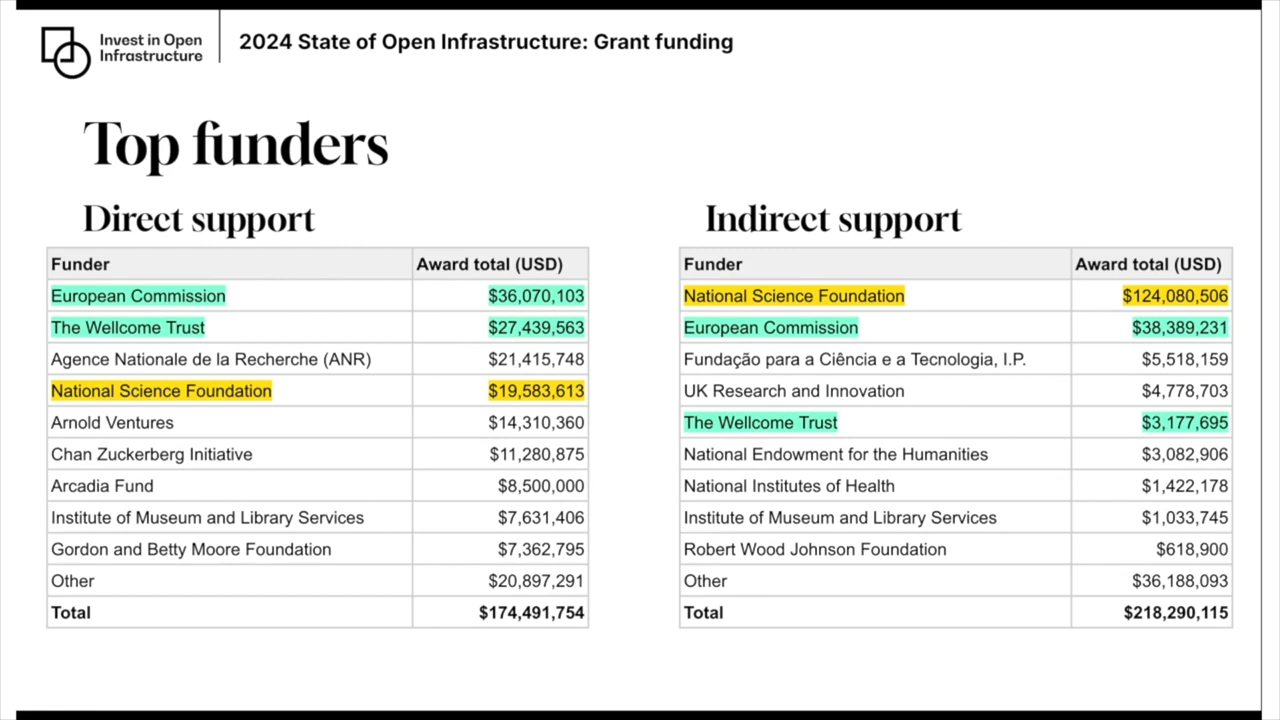 Invest in Open
Infrastructure
2024 State of Open Infrastructure: Grant funding
Top funders
Direct support
Funder Award total (USD)
European Commission $36,070,103
The Wellcome Trust $27,439,563
Agence Nationale de la Recherche (ANR) $21,415,748
National Science Foundation $19,583,613
Arnold Ventures $14,310,360
Chan Zuckerberg Initiative $11,280,875
Arcadia Fund $8,500,000
Institute of Museum and Library Services $7,631,406
Gordon and Betty Moore Foundation $7,362,795
Other $20,897,291
Total $174,491,754
Indirect support
Funder Award total (USD)
National Science Foundation $124,080,506
European Commission $38,389,231
Fundação para a Ciência e a Tecnologia, I.P. $5,518,159
UK Research and Innovation $4,778,703
The Wellcome Trust $3,177,695
National Endowment for the Humanities $3,082,906
National Institutes of Health $1,422,178
Institute of Museum and Library Services $1,033,745
Robert Wood Johnson Foundation $618,900
Other $36,188,093
Total $218,290,115